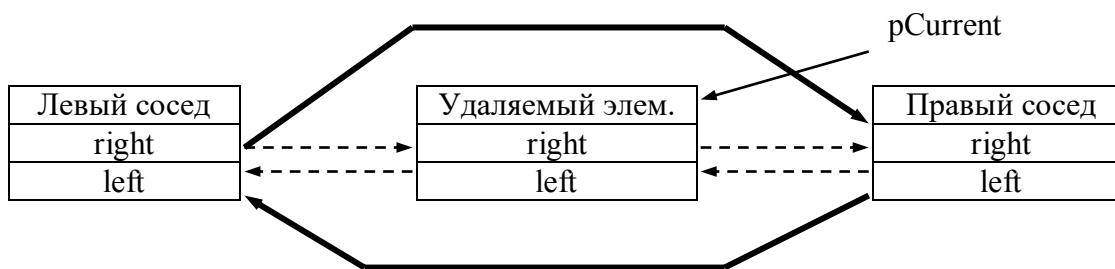 pCurrent
Левый сосед
right
left
Удаляемый элем.
right
left
Правый сосед
right
left